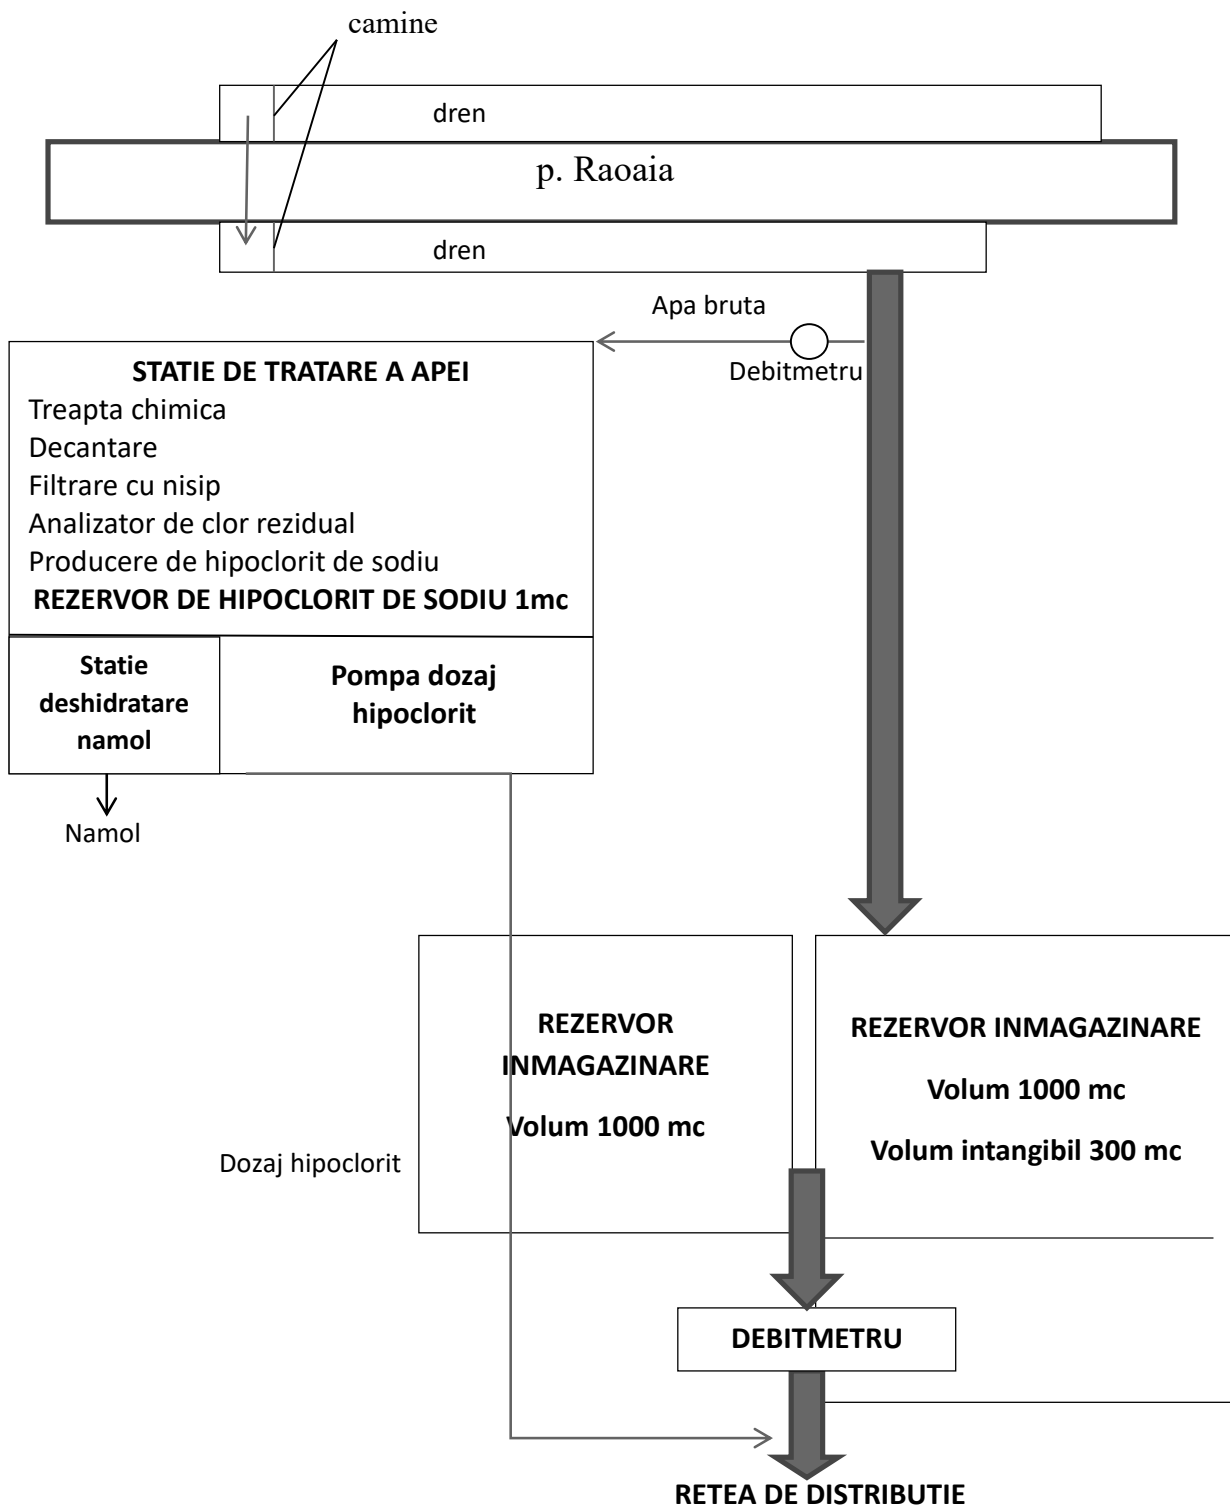 camine
dren
p. Raoaia
dren
Apa bruta
Debitmetru
STATIE DE TRATARE A APEI
Treapta chimica
Decantare
Filtrare cu nisip
Analizator de clor rezidual
Producere de hipoclorit de sodiu
REZERVOR DE HIPOCLORIT DE SODIU 1mc
Statie
deshidratare
namol
Pompa dozaj
hipoclorit
Namol
REZERVOR
INMAGAZINARE
Volum 1000 mc
REZERVOR INMAGAZINARE
Volum 1000 mc
Volum intangibil 300 mc
Dozaj hipoclorit
DEBITMETRU
RETEA DE DISTRIBUTIE